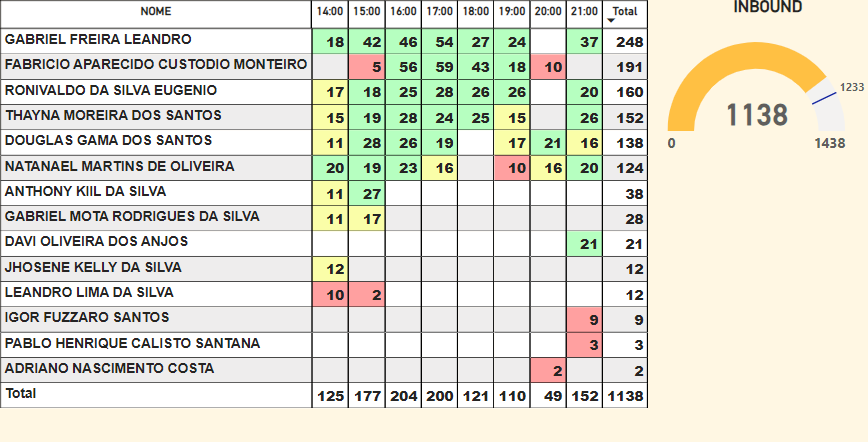 NOME 14:00 15:00 16:00 17:00 18:00 19:00 20:00 21:00 Total
GABRIEL FREIRA LEANDRO 18 42 46 54 27 24 37 248
FABRICIO APARECIDO CUSTODIO MONTEIRO 5 56 59 43 18 10 191
RONIVALDO DA SILVA EUGENIO 17 18 25 28 26 26 20 160
THAYNA MOREIRA DOS SANTOS 15 19 28 24 25 15 26 152
DOUGLAS GAMA DOS SANTOS 11 28 26 19 17 21 16 138
NATANAEL MARTINS DE OLIVEIRA 20 19 23 16 10 16 20 124
ANTHONY KIIL DA SILVA 11 27 38
GABRIEL MOTA RODRIGUES DA SILVA 11 17 28
DAVI OLIVEIRA DOS ANJOS 21 21
JHOSENE KELLY DA SILVA 12 12
LEANDRO LIMA DA SILVA 10 2 12
IGOR FUZZARO SANTOS 9 9
PABLO HENRIQUE CALISTO SANTANA 3 3
ADRIANO NASCIMENTO COSTA 2 2
Total 125 177 204 200 121 110 49 152 1138
INBOUND
1233
1138
0 1438